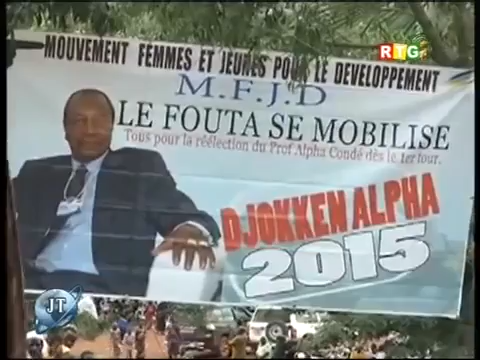 RTG
MOUVEMENT FEMMES ET JEUNES POUR LE DEVELOPPEMENT
M.F.J.D
LE FOUTA SE MOBILISE
Tous pour la réélection du Prof Alpha Condé dès le 1er tour.
DJOKKEN ALPHA
2015
JT